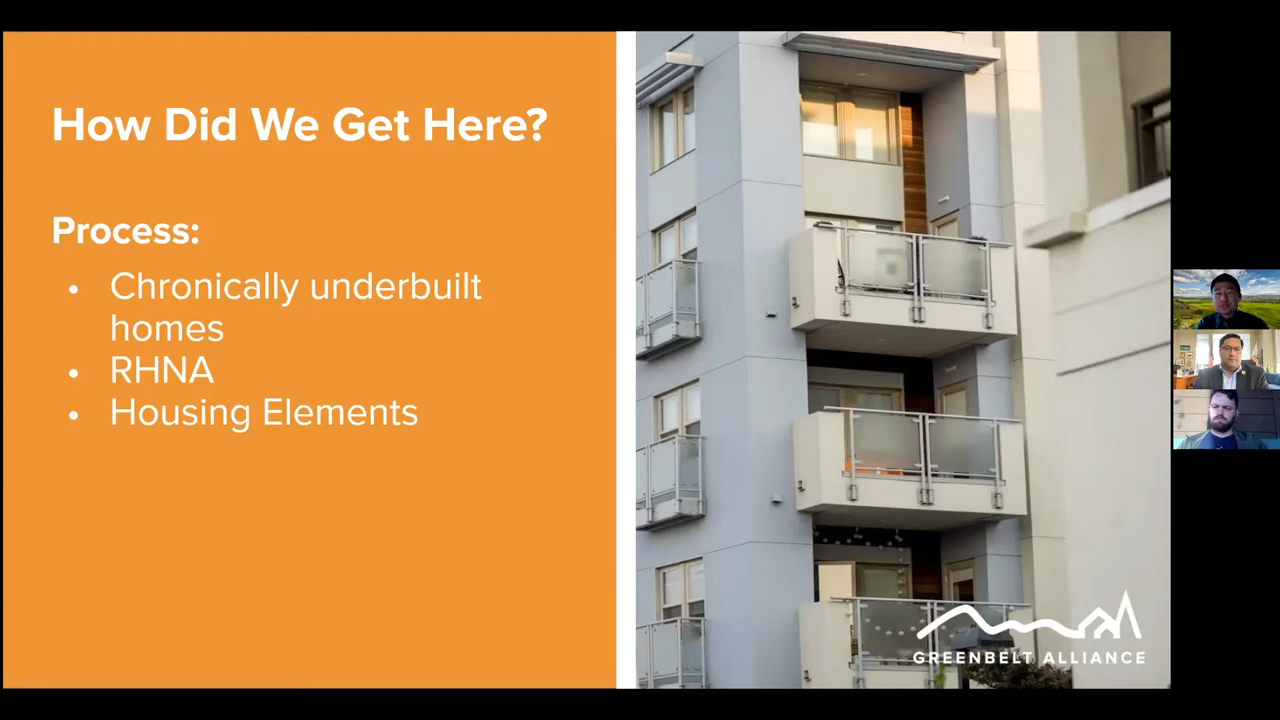 How Did We Get Here?
Process:
• Chronically underbuilt
homes
• RHNA
• Housing Elements
GREENBELT ALLIANCE